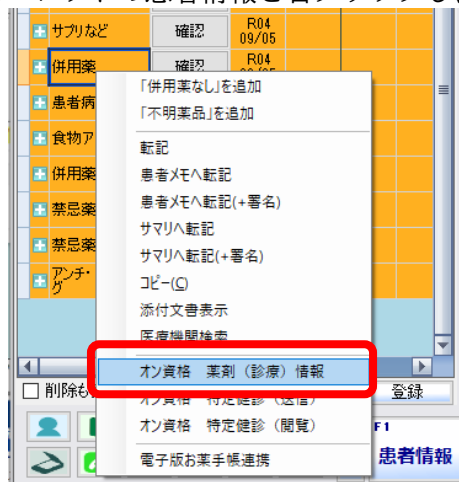 サプリなど 確認 R04
09/05
併用薬 確認 R04
「併用薬なし」を追加
「不明薬品」を追加
患者病
食物ア
転記
患者メモへ転記
併用薬
患者メモへ転記(+署名)
サマリへ転記
禁忌薬
サマリへ転記(+署名)
禁忌薬
コピー(C)
アンチ・
グ
添付文書表示
医療機関検索
オン資格 薬剤（診療）情報
削除も 登録
オン資格 特定健診（送信）
オン資格 特定健診（閲覧）
F1
患者情報
電子版お薬手帳連携